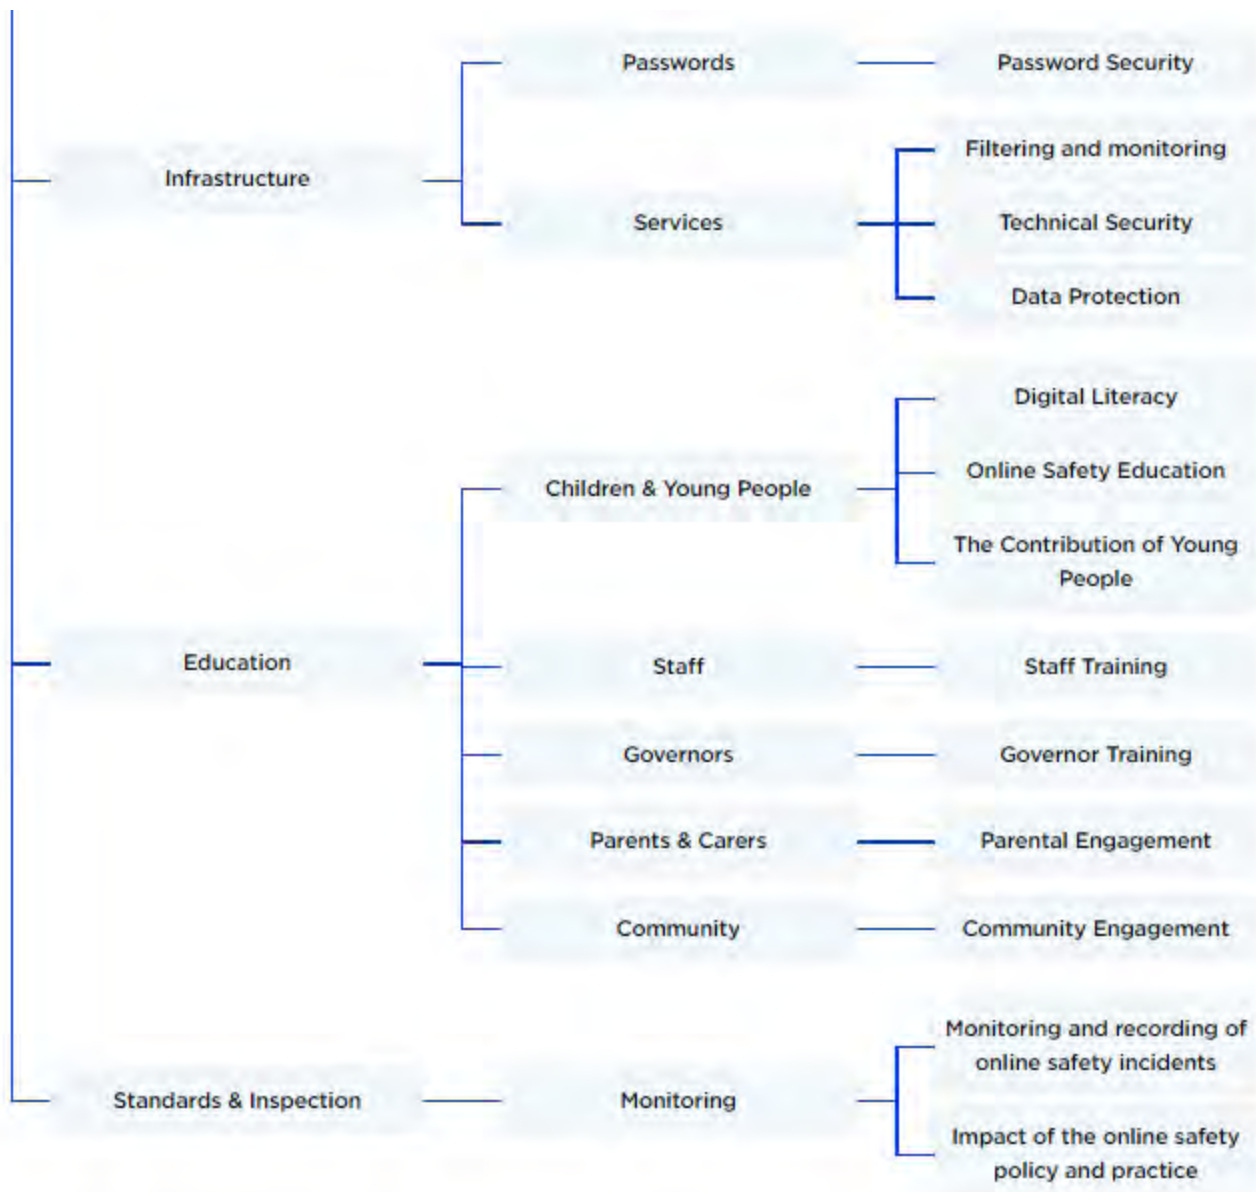 Passwords
Password Security
Infrastructure
Filtering and monitoring
Services
Technical Security
Data Protection
Digital Literacy
Children & Young People
Online Safety Education
The Contribution of Young
People
Education
Staff
Staff Training
Governors
Governor Training
Parents & Carers
Parental Engagement
Community
Community Engagement
Standards & Inspection
Monitoring
Monitoring and recording of
online safety incidents
Impact of the online safety
policy and practice